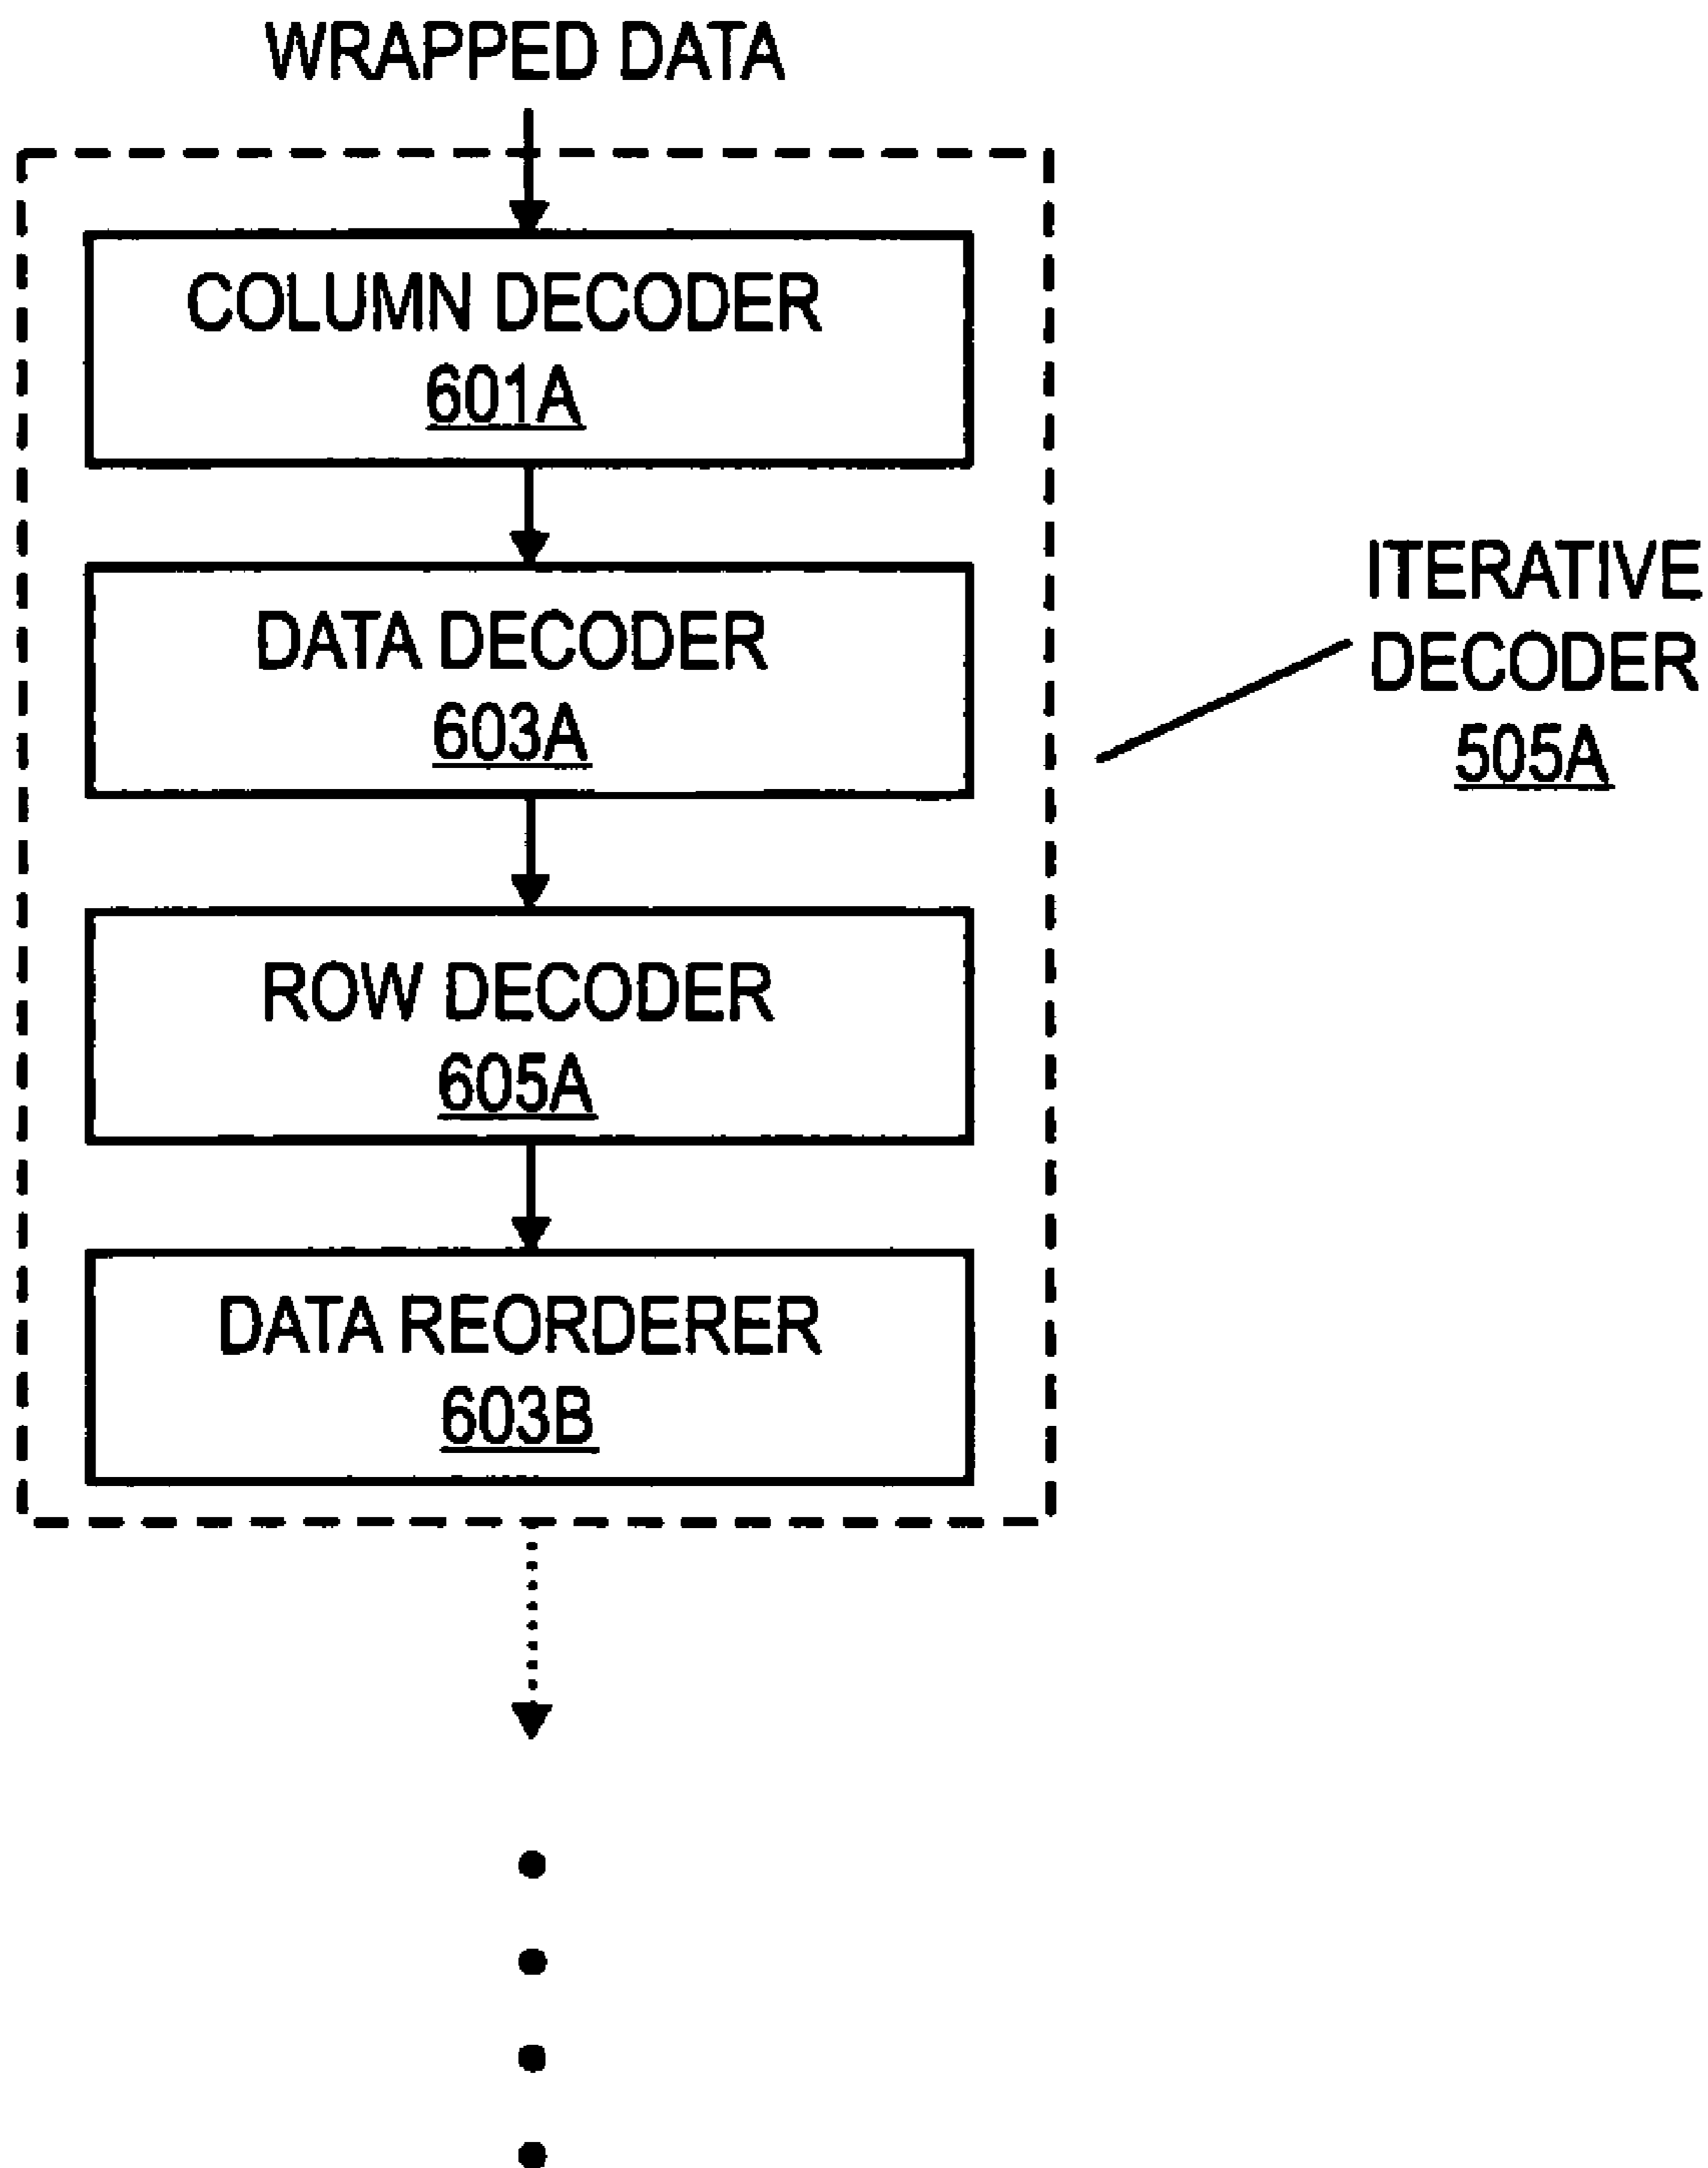 WRAPPED DATA
COLUMN DECODER
601A
DATA DECODER
603A
ITERATIVE
DECODER
505A
ROW DECODER
605A
DATA REORDERER
603B